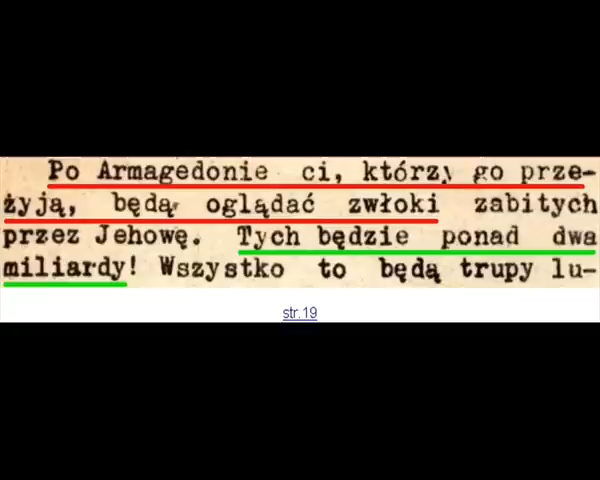 Po Armagedonie ci, którzy go prze-
żyją, będą oglądać zwłoki zabitych
przez Jehowę. Tych będzie ponad dwa
miliardy! Wszystko to będą trupy lu-
str.19